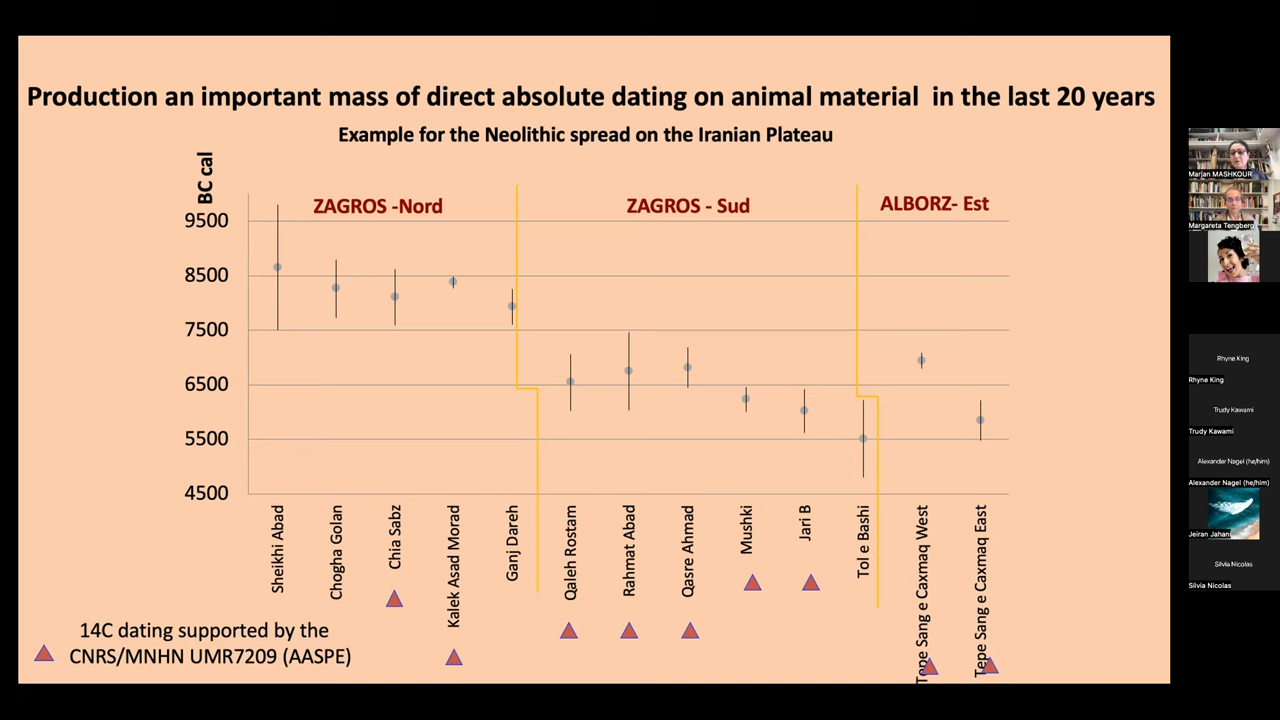 Production an important mass of direct absolute dating on animal material in the last 20 years
Example for the Neolithic spread on the Iranian Plateau
BC cal
ZAGROS -Nord
ZAGROS - Sud
ALBORZ- Est
9500
8500
7500
6500
5500
4500
Sheikhi Abad
Chogha Golan
Chia Sabz
Kalek Asad Morad
Ganj Dareh
Qaleh Rostam
Rahmat Abad
Qasre Ahmad
Mushki
Jari B
Tol e Bashi
Tepe Sang e Caxmaq West
Tepe Sang e Caxmaq East
14C dating supported by the
CNRS/MNHN UMR7209 (AASPE)
Marjan MASHKOUR
Margareta Tengberg
Rhyne King
Rhyne King
Trudy Kawami
Trudy Kawami
Alexander Nagel (he/him)
Alexander Nagel (he/him)
Jeiran Jahani
Silvia Nicolas
Silvia Nicolas